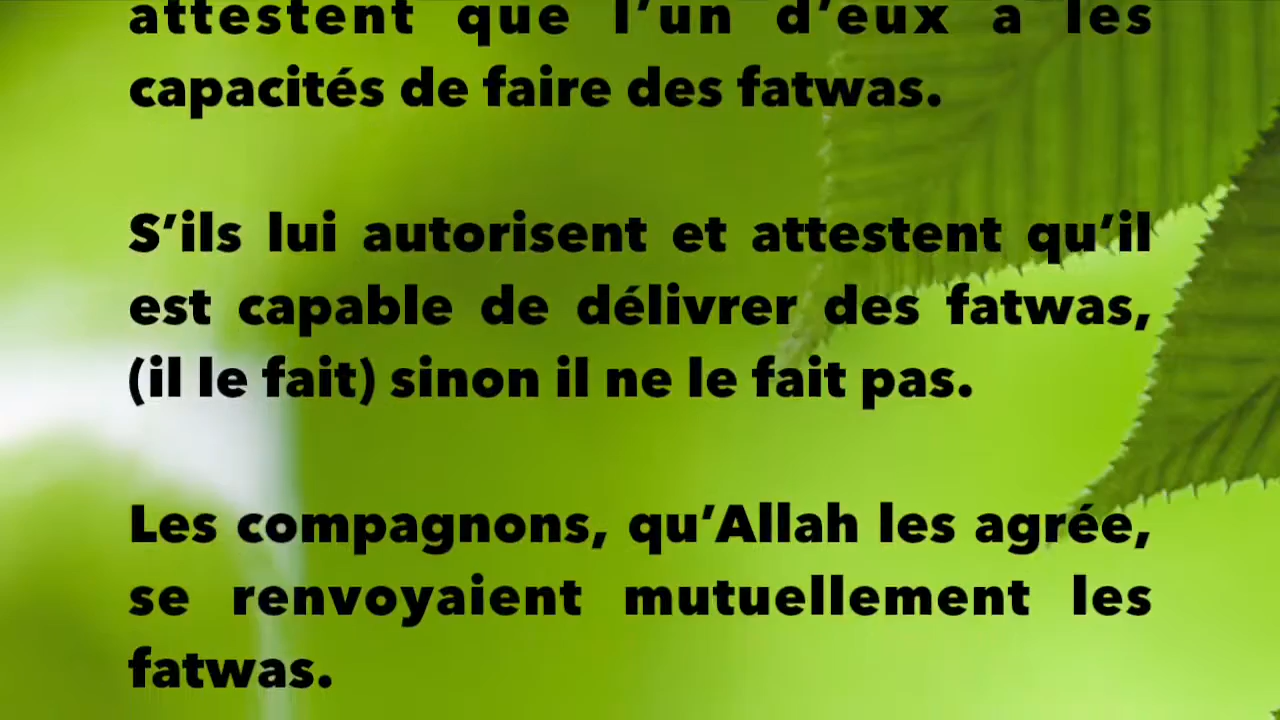 attestent que l’un d’eux a les
capacités de faire des fatwas.
S’ils lui autorisent et attestent qu’il
est capable de délivrer des fatwas,
(il le fait) sinon il ne le fait pas.
Les compagnons, qu’Allah les agrée,
se renvoyaient mutuellement les
fatwas.